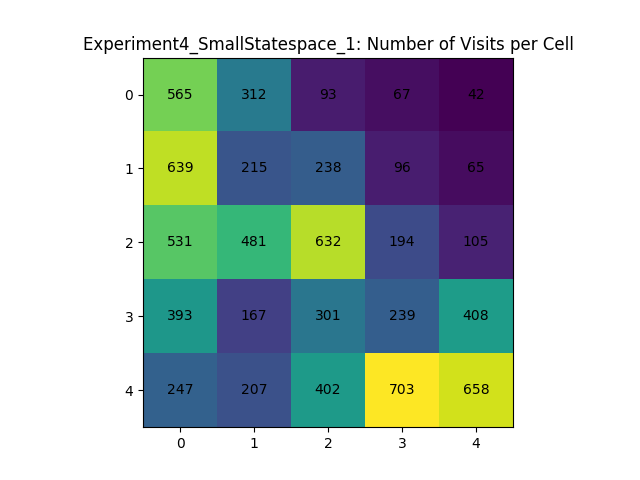 Experiment4_SmallStatespace_1: Number of Visits per Cell
0 565 312 93 67 42
1 639 215 238 96 65
2 531 481 632 194 105
3 393 167 301 239 408
4 247 207 402 703 658
0 1 2 3 4